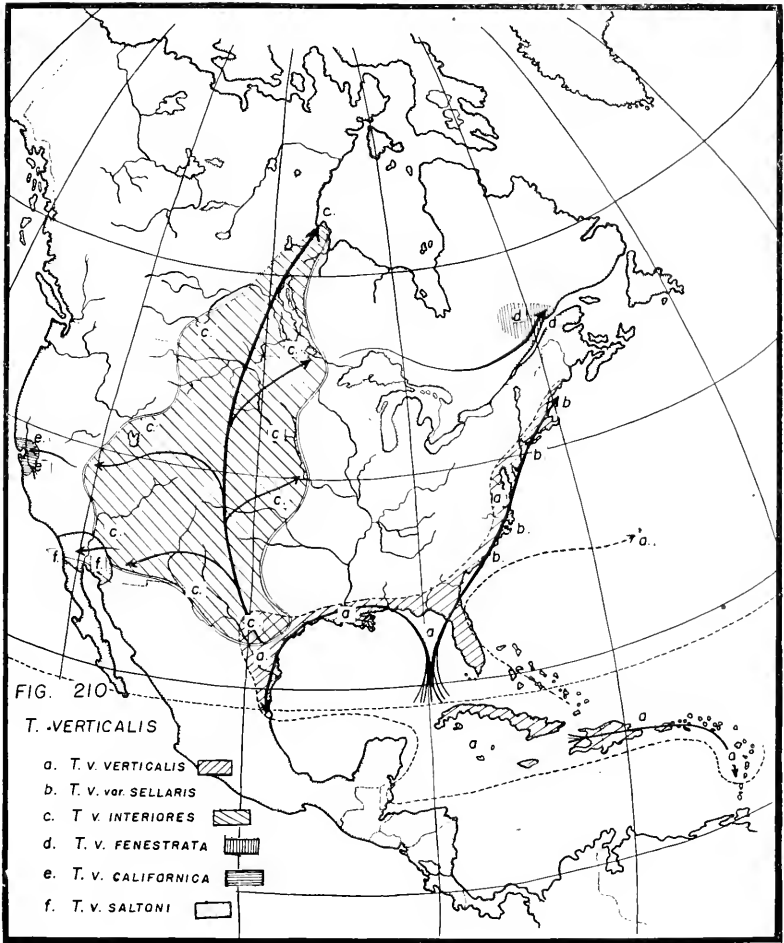 c.
c.
c.
d
d
c.
c.
b
e
e
b
a
c.
f.
f.
b.
b
a.
c.
a
c
a
a
FIG. 210-
a
a
T. VERTICALIS
a. T. v. VERTICALIS
b. T. v. var. SELLARIS
c. T v. INTERIORES
d. T. v. FENESTRATA
e. T. v. CALIFORNICA
f. T. v. SALTONI